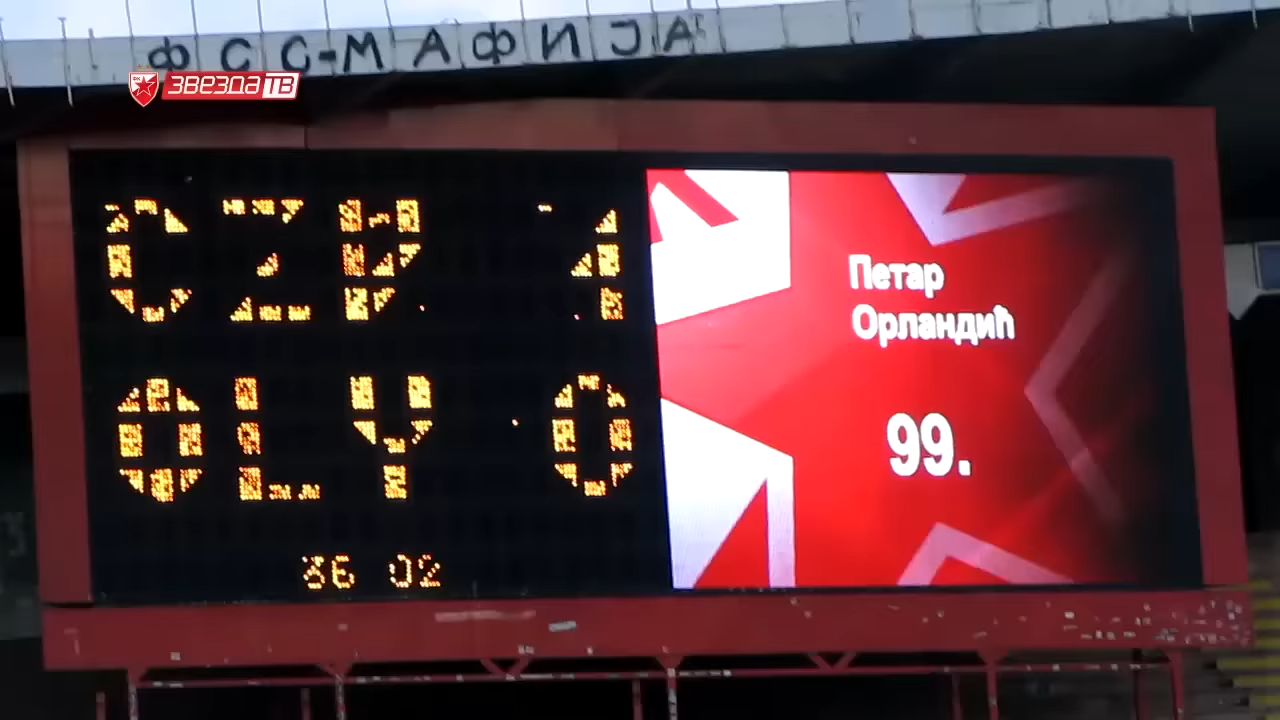 ФСС-МАФИЈА
ЗВЕЗДА ТВ
CZV 1
OLY 0
36 02
Петар
Орландић
99.